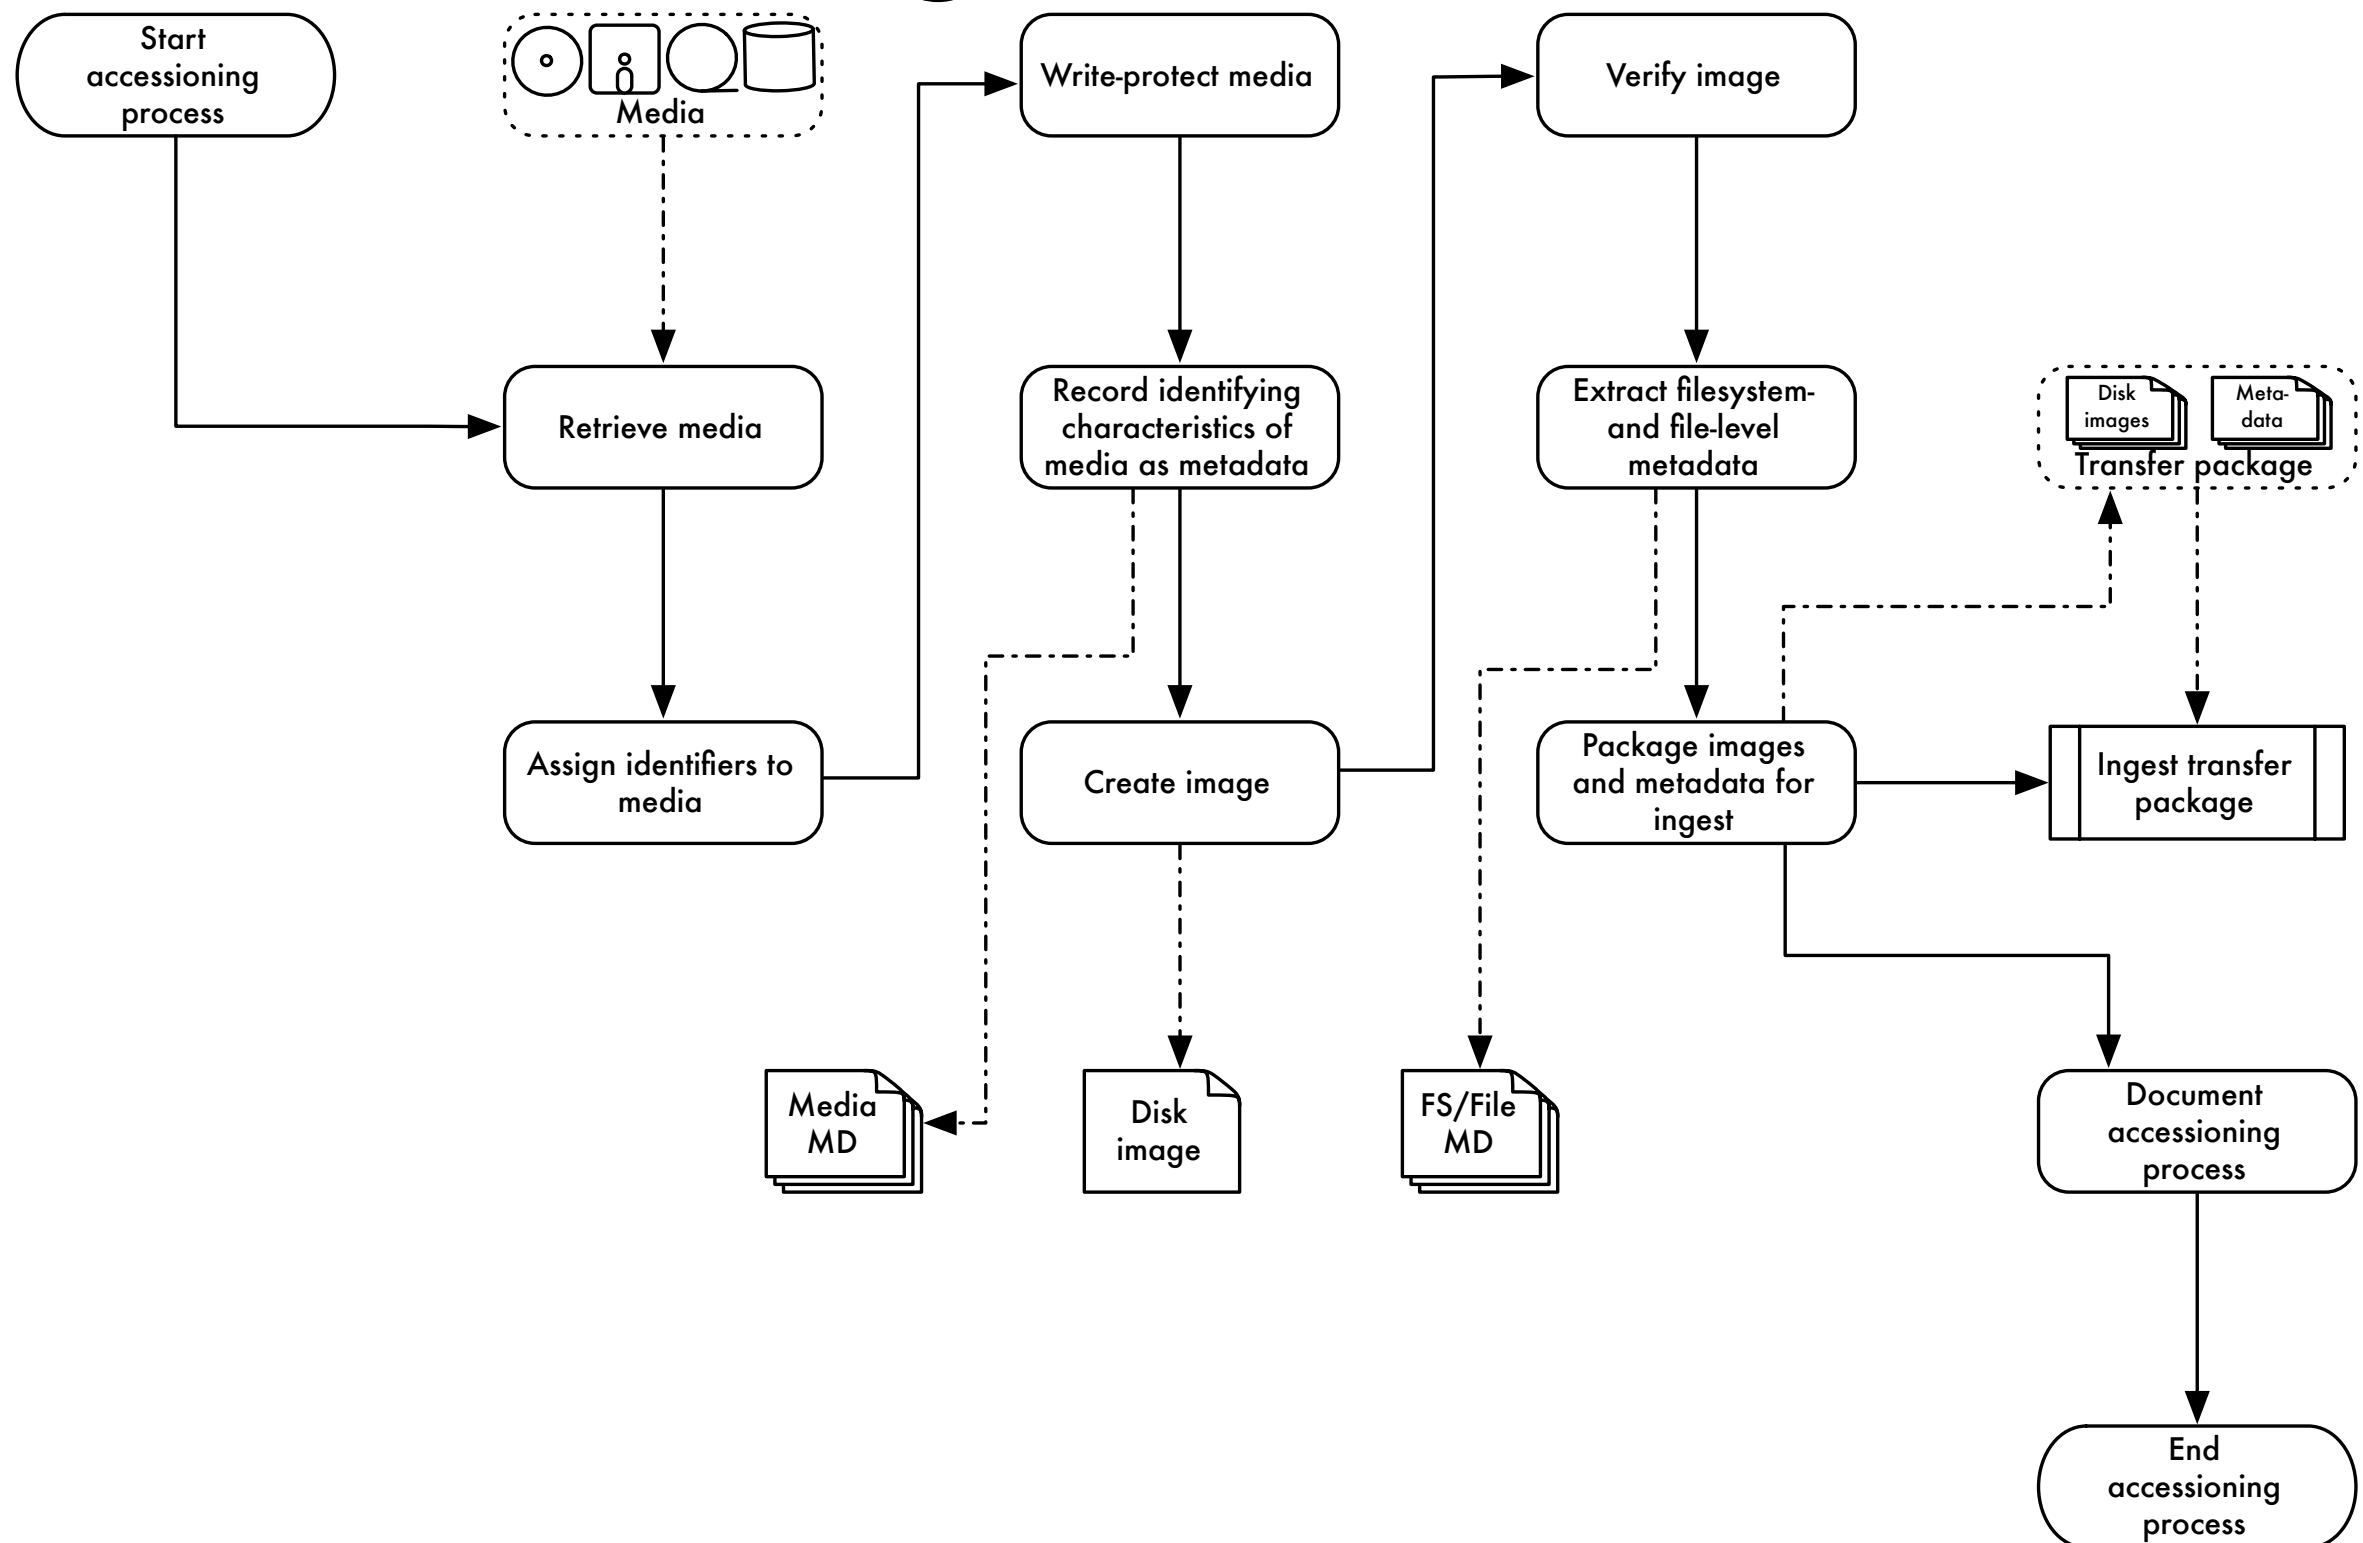 Start
accessioning
process
Media
Write-protect media
Verify image
Retrieve media
Record identifying
characteristics of
media as metadata
Extract filesystem-
and file-level
metadata
Disk
images
Meta-
data
Transfer package
Assign identifiers to
media
Create image
Package images
and metadata for
ingest
Ingest transfer
package
Media
MD
Disk
image
FS/File
MD
Document
accessioning
process
End
accessioning
process